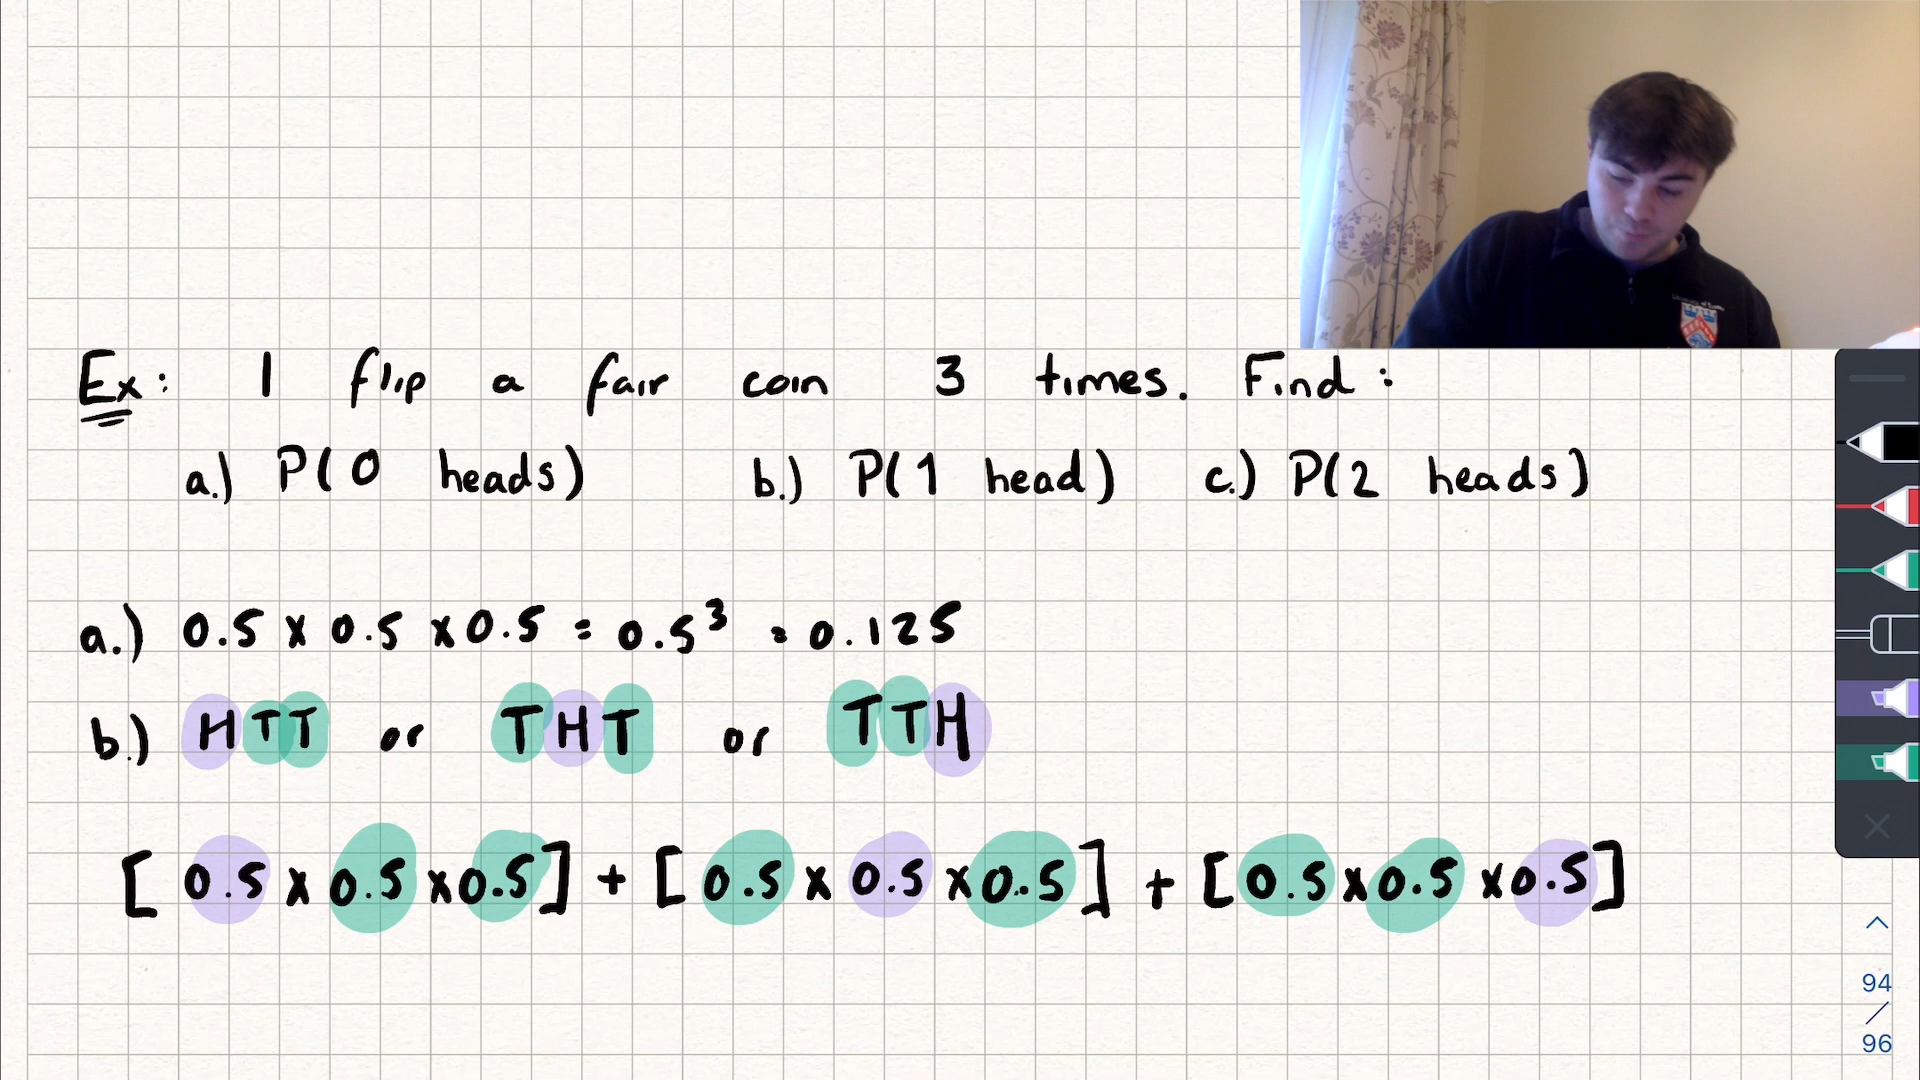 Ex: I flip a fair coin 3 times. Find:
a.) P(0 heads) b.) P(1 head) c.) P(2 heads)
a.) 0.5 x 0.5 x 0.5 = 0.5³ = 0.125
b.) HTT or THT or TTH
[0.5 x 0.5 x 0.5] + [0.5 x 0.5 x 0.5] + [0.5 x 0.5 x 0.5]
94
/
96